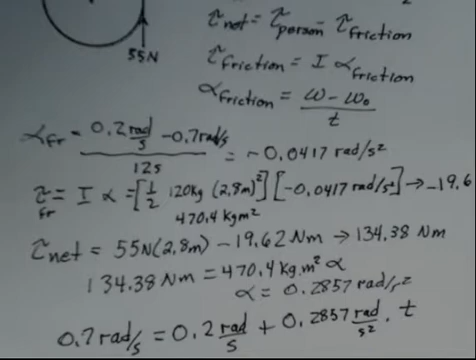 τnet = τperson - τfriction
55N
τfriction = I αfriction
αfriction = ω - ω₀ / t
αfr = 0.2 rad/s - 0.7 rad/s / 12s = -0.0417 rad/s²
τfr = I α = [1/2 120kg (2.8m)²][-0.0417 rad/s²] → -19.6
470.4 kgm²
τnet = 55N(2.8m) - 19.62 Nm → 134.38 Nm
134.38 Nm = 470.4 kg.m² α
α = 0.2857 rad/s²
0.7 rad/s = 0.2 rad/s + 0.2857 rad/s² . t